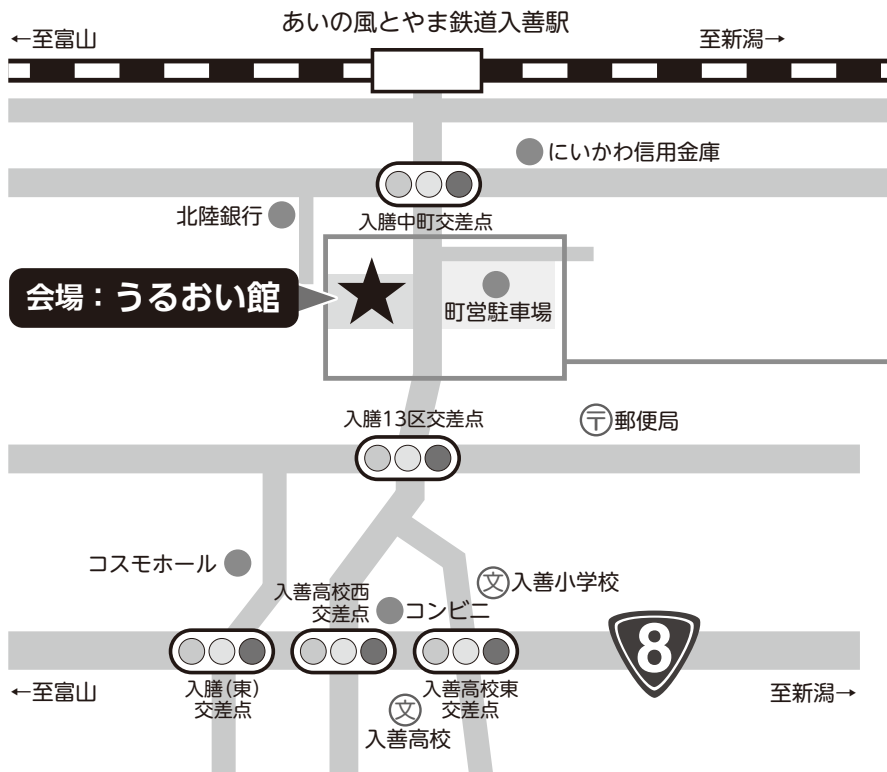 あいの風とやま鉄道入善駅
←至富山
至新潟→
にいかわ信用金庫
北陸銀行
入膳中町交差点
会場：うるおい館
町営駐車場
入膳13区交差点
〒郵便局
コスモホール
入善高校西
交差点
コンビニ
文入善小学校
8
←至富山
入膳(東)
交差点
文
入善高校
入善高校東
交差点
至新潟→